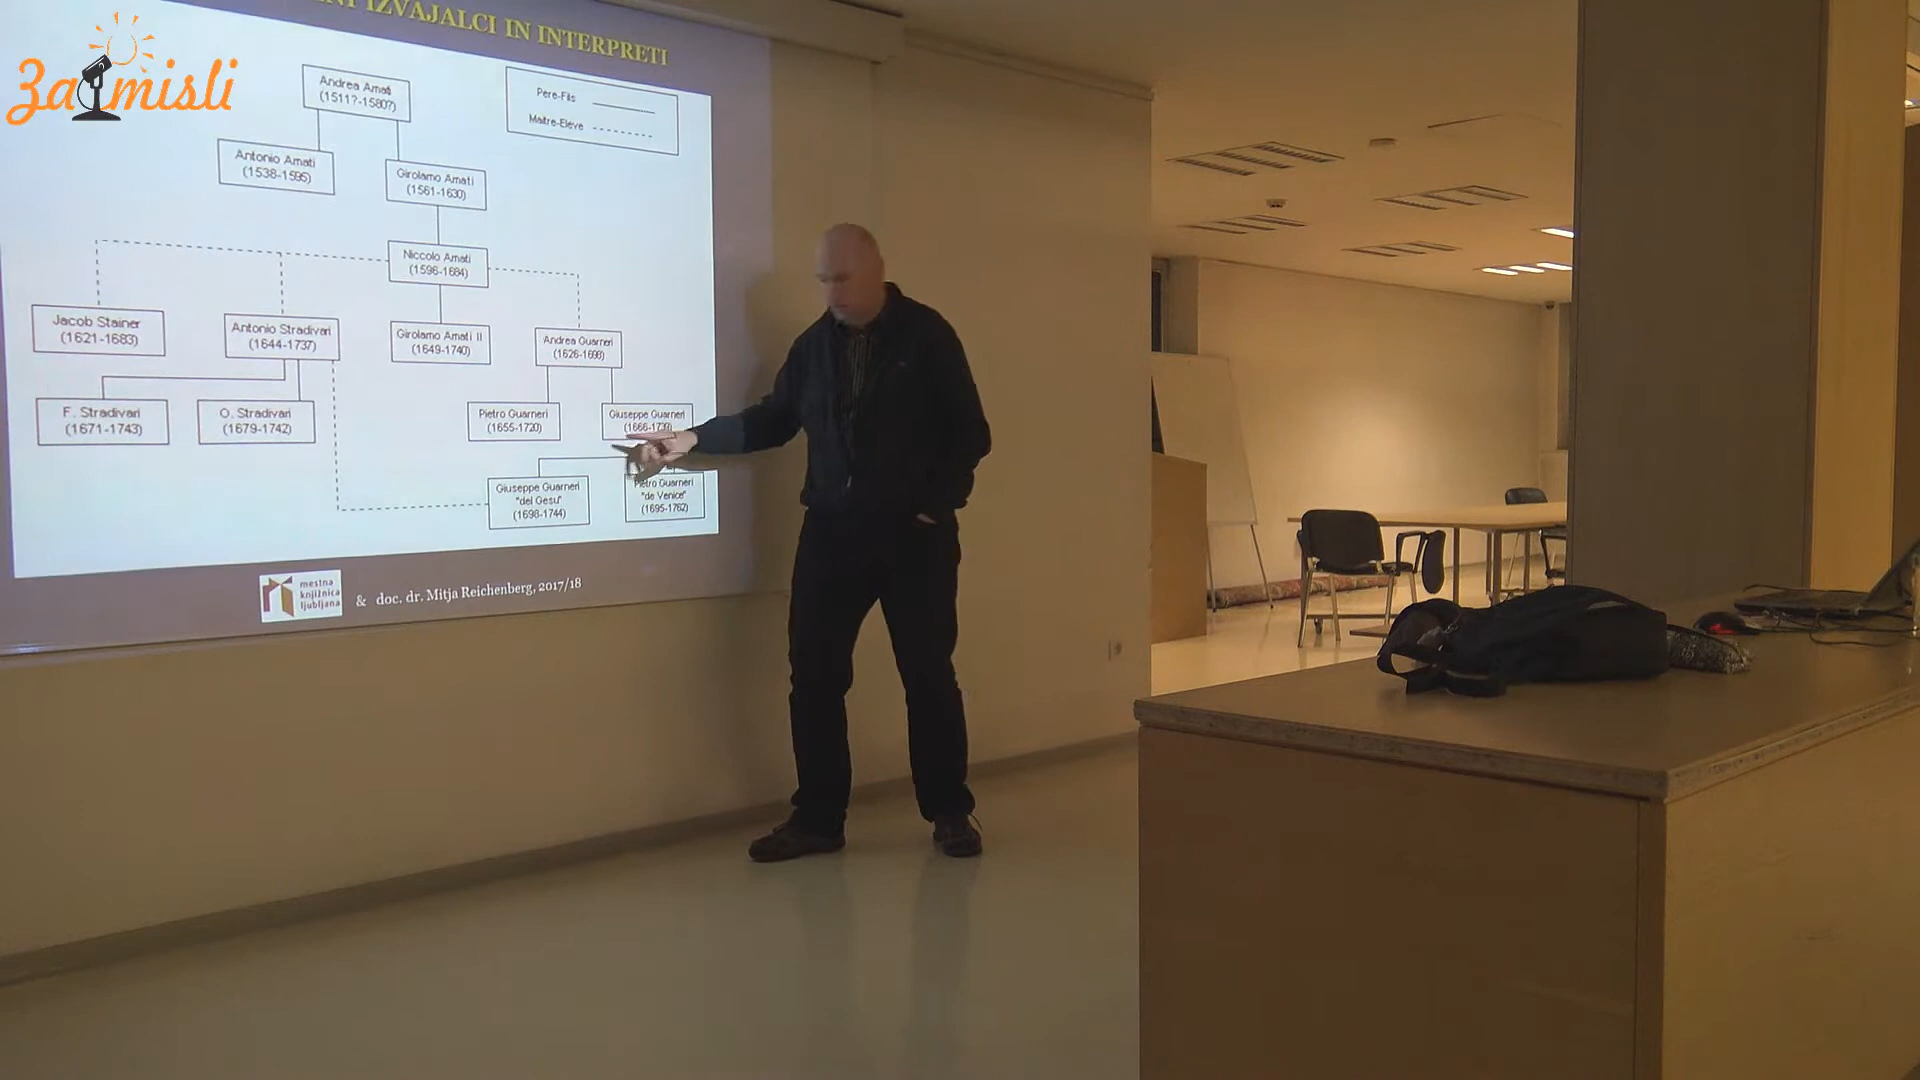 Zamisli
IZVAJALCI IN INTERPRETI
Andrea Amati
(1511?-1580?)
Pere-Fils
Maitre-Eleve
Antonio Amati
(1538-1595)
Girolamo Amati
(1561-1630)
Niccolo Amati
(1596-1684)
Jacob Stainer
(1621-1683)
Antonio Stradivari
(1644-1737)
Girolamo Amati II
(1649-1740)
Andrea Guarneri
(1626-1698)
F. Stradivari
(1671-1743)
O. Stradivari
(1679-1742)
Pietro Guarneri
(1655-1720)
Giuseppe Guarneri
(1666-1739)
Giuseppe Guarneri
"del Gesu"
(1698-1744)
Pietro Guarneri
"de Venice"
(1695-1762)
mestna
knjižnica
ljubljana
& doc. dr. Mitja Reichenberg, 2017/18